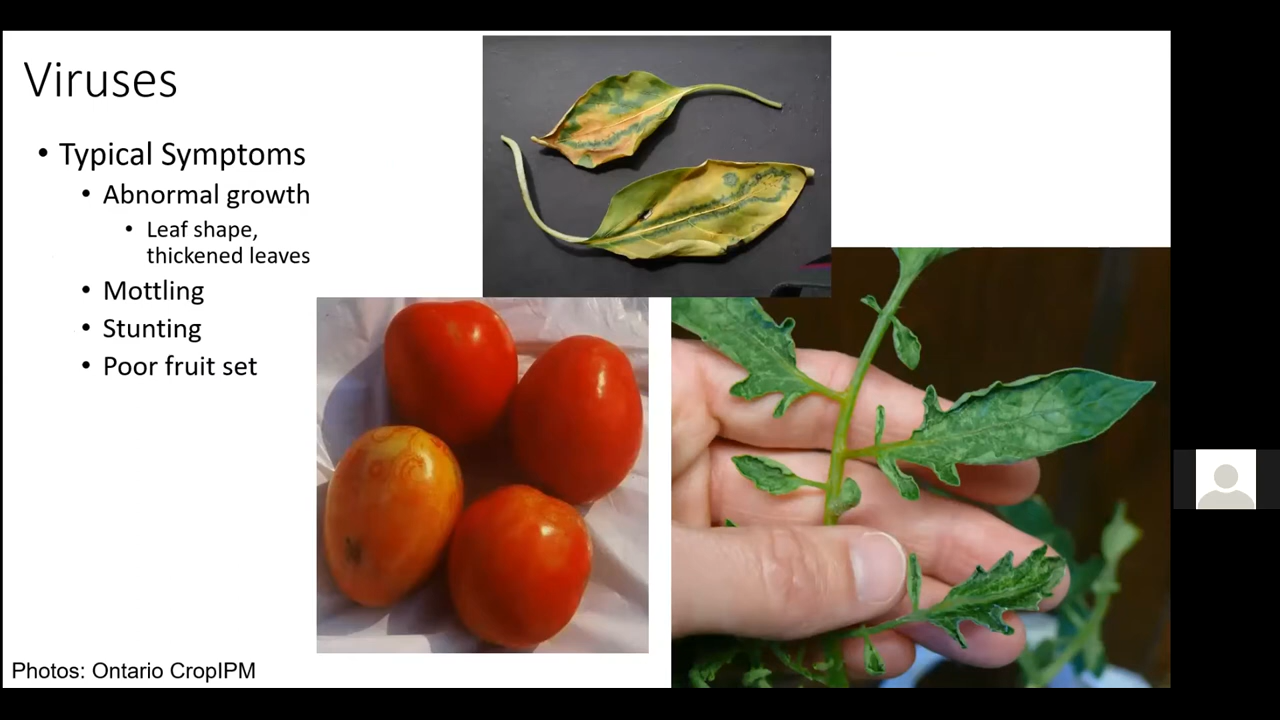 Viruses
• Typical Symptoms
• Abnormal growth
• Leaf shape,
thickened leaves
• Mottling
• Stunting
• Poor fruit set
Photos: Ontario CropIPM